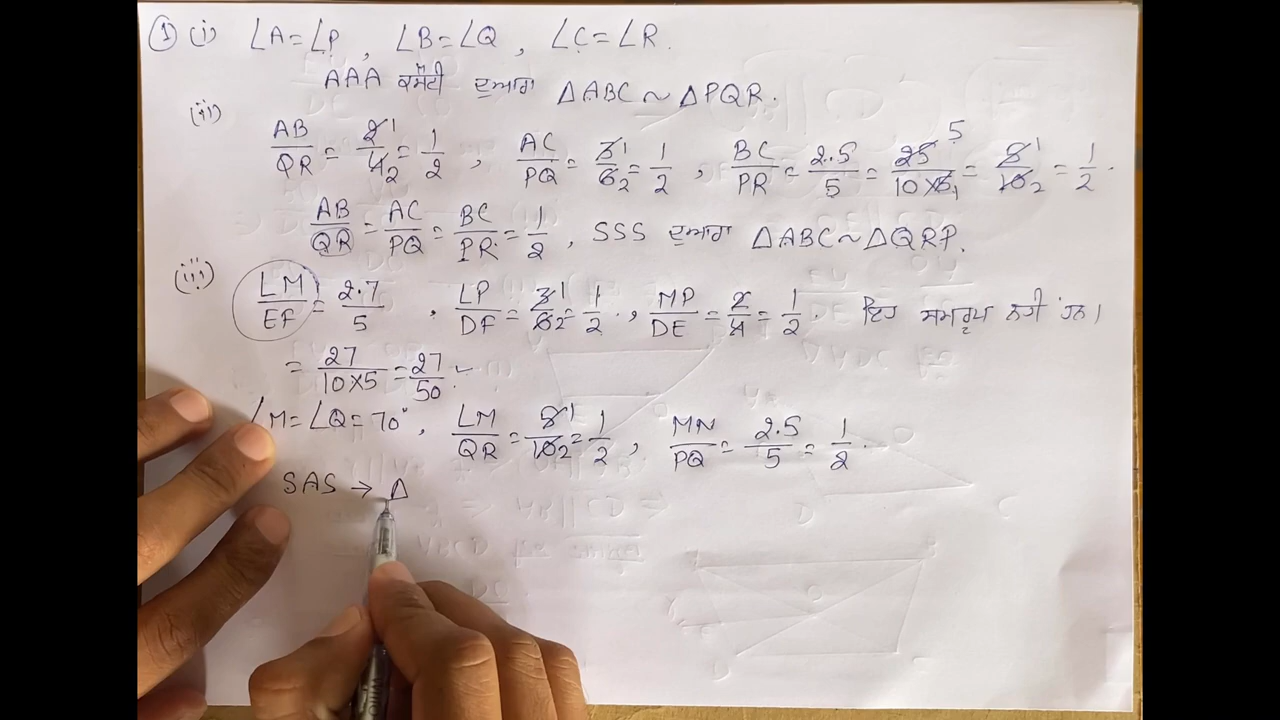 ① (i) ∠A=∠P , ∠B=∠Q , ∠C=∠R.
AAA ਕਸੌਟੀ ਦੁਆਰਾ ΔABC ~ ΔPQR.
(ii)
AB/QR = 2/4 = 1/2 , AC/PQ = 3/6 = 1/2 , BC/PR = 2.5/5 = 25/10×5 = 5/10 = 1/2 .
AB/QR = AC/PQ = BC/PR = 1/2 , SSS ਦੁਆਰਾ ΔABC ~ ΔQRP.
(iii) LM/EF = 2.7/5 , LP/DF = 3/6 = 1/2 , MP/DE = 2/4 = 1/2 . ਇਹ ਸਮਰੂਪ ਨਹੀਂ ਹਨ।
= 27/10×5 = 27/50
∠M=∠Q=70° , LM/QR = 5/10 = 1/2 , MN/PQ = 2.5/5 = 1/2 .
SAS → Δ